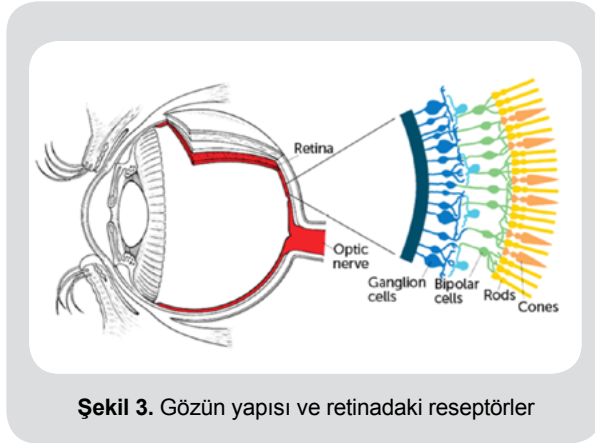 Retina
Optic
nerve
Ganglion
cells
Bipolar
cells
Rods
Cones
Şekil 3. Gözün yapısı ve retinadaki reseptörler